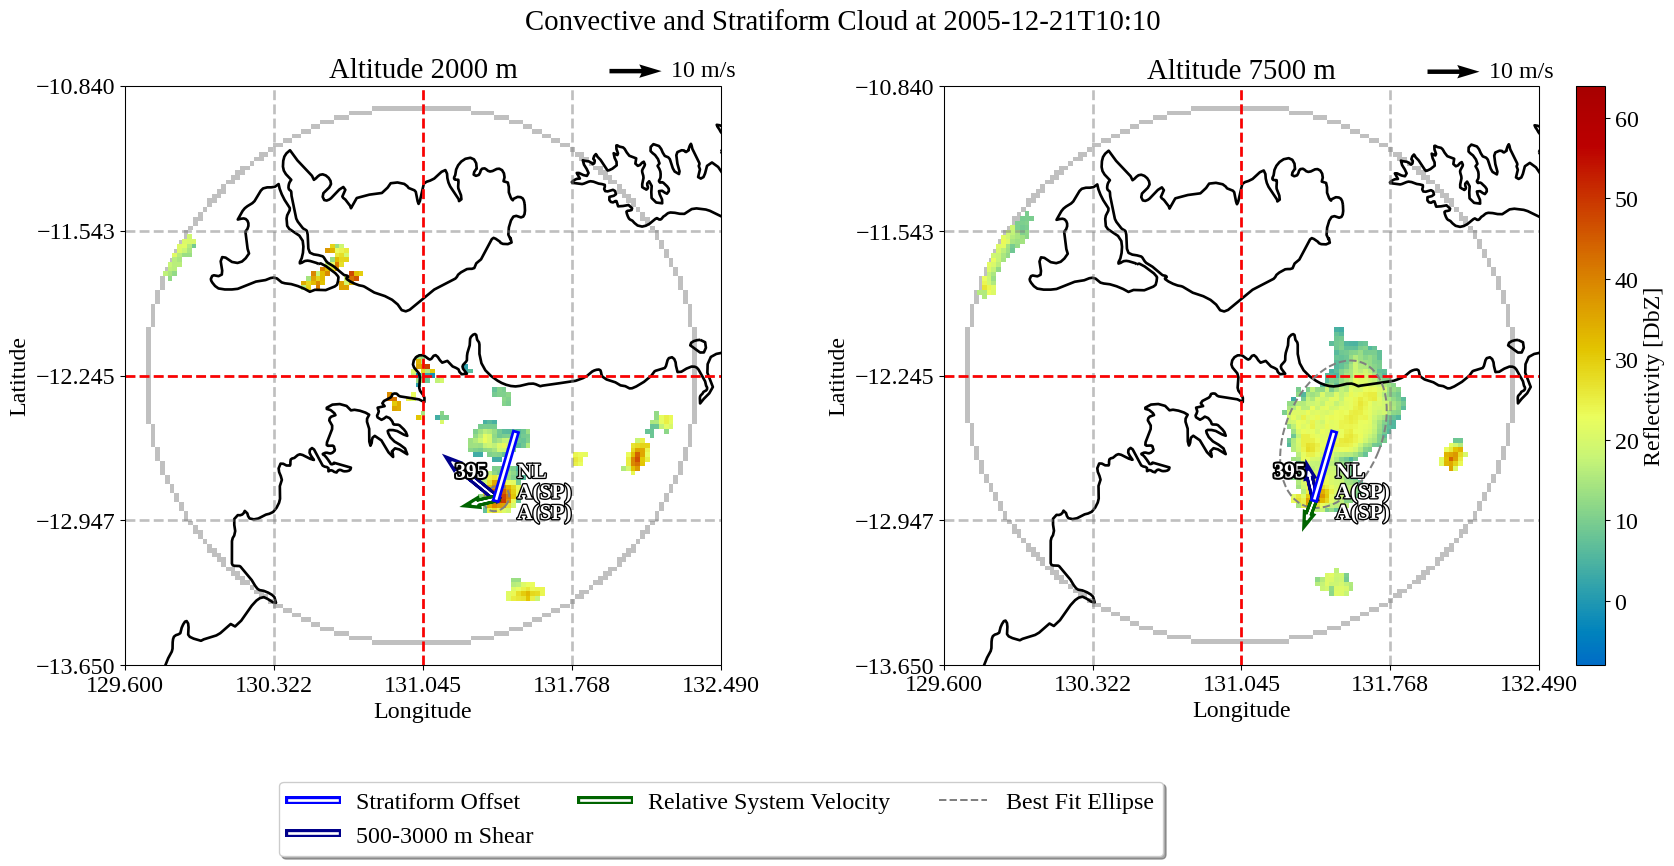 Convective and Stratiform Cloud at 2005-12-21T10:10
Altitude 2000 m
10 m/s
Altitude 7500 m
10 m/s
−10.840
−11.543
−12.245
−12.947
−13.650
Latitude
129.600
130.322
131.045
131.768
132.490
Longitude
395
NL
A(SP)
A(SP)
−10.840
−11.543
−12.245
−12.947
−13.650
Latitude
129.600
130.322
131.045
131.768
132.490
Longitude
395
NL
A(SP)
A(SP)
60
50
40
30
20
10
0
Reflectivity [DbZ]
Stratiform Offset
500-3000 m Shear
Relative System Velocity
Best Fit Ellipse